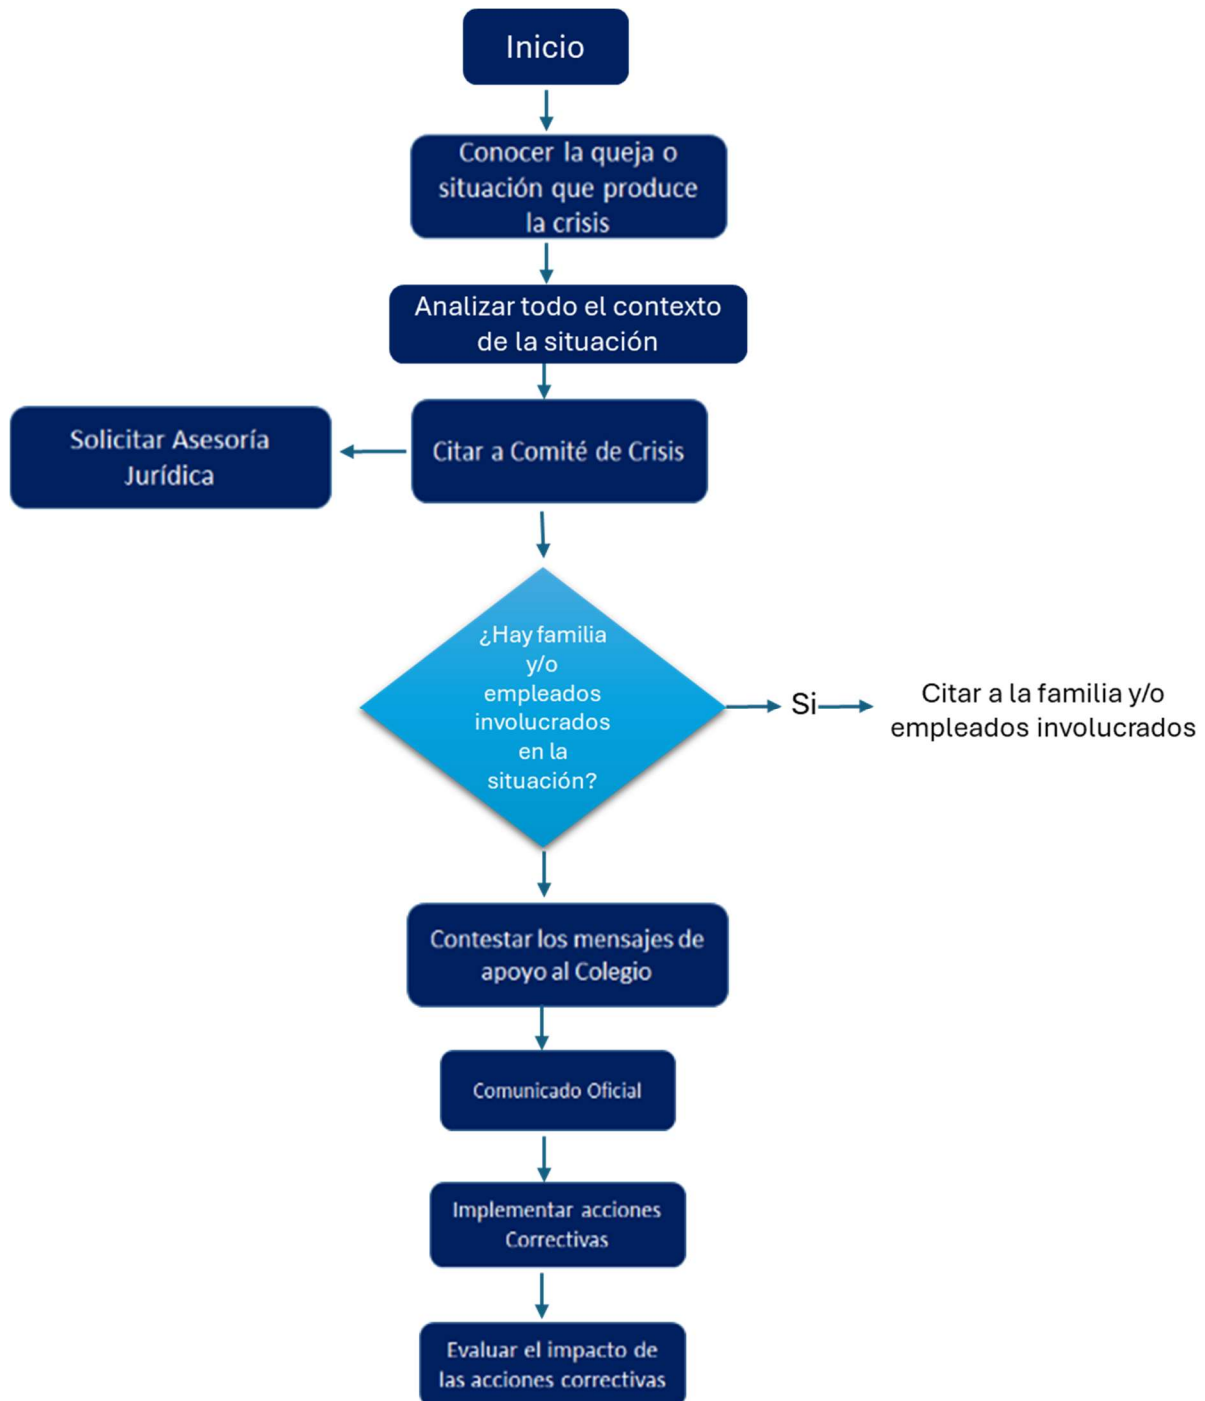 Inicio
Conocer la queja o
situación que produce
la crisis
Analizar todo el contexto
de la situación
Solicitar Asesoría
Jurídica
Citar a Comité de Crisis
¿Hay familia
y/o
empleados
involucrados
en la
situación?
Si
Citar a la familia y/o
empleados involucrados
Contestar los mensajes de
apoyo al Colegio
Comunicado Oficial
Implementar acciones
Correctivas
Evaluar el impacto de
las acciones correctivas